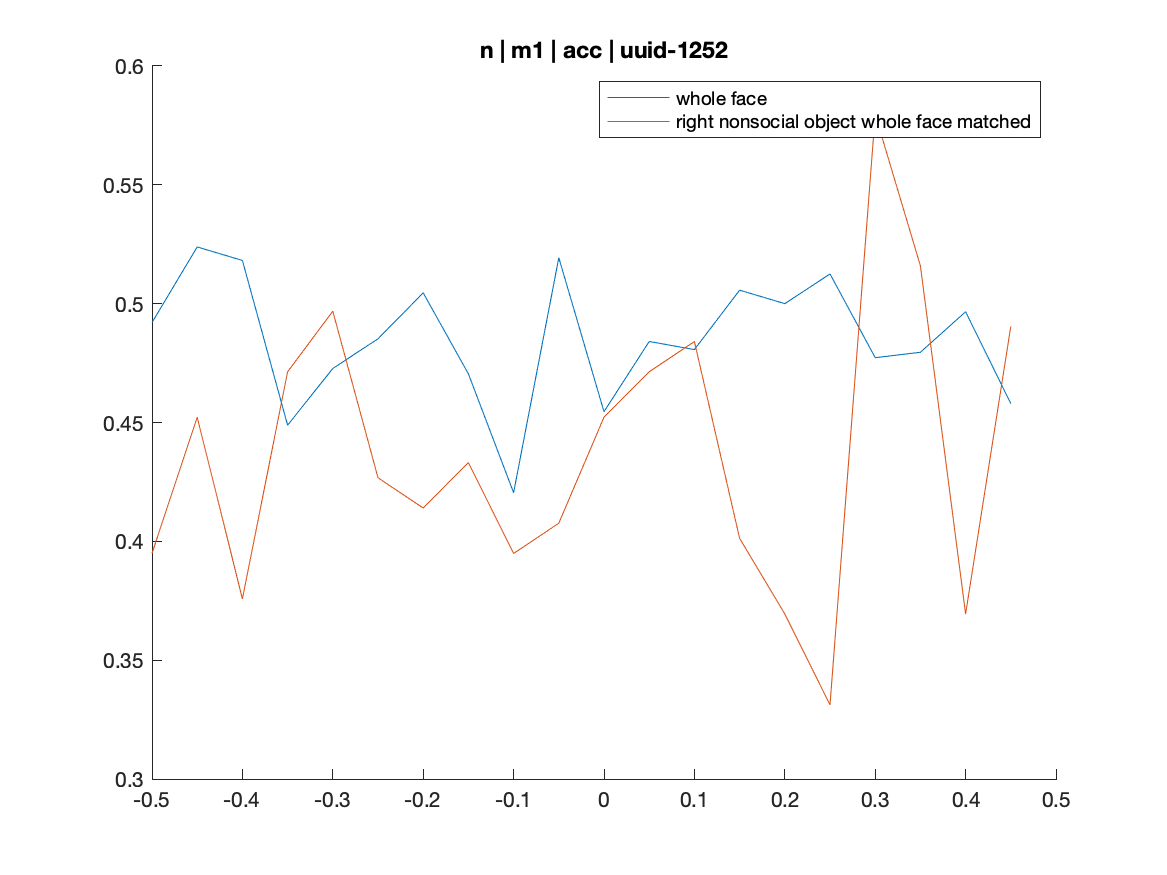 n | m1 | acc | uuid-1252
whole face
right nonsocial object whole face matched
0.6
0.55
0.5
0.45
0.4
0.35
0.3
-0.5 -0.4 -0.3 -0.2 -0.1 0 0.1 0.2 0.3 0.4 0.5